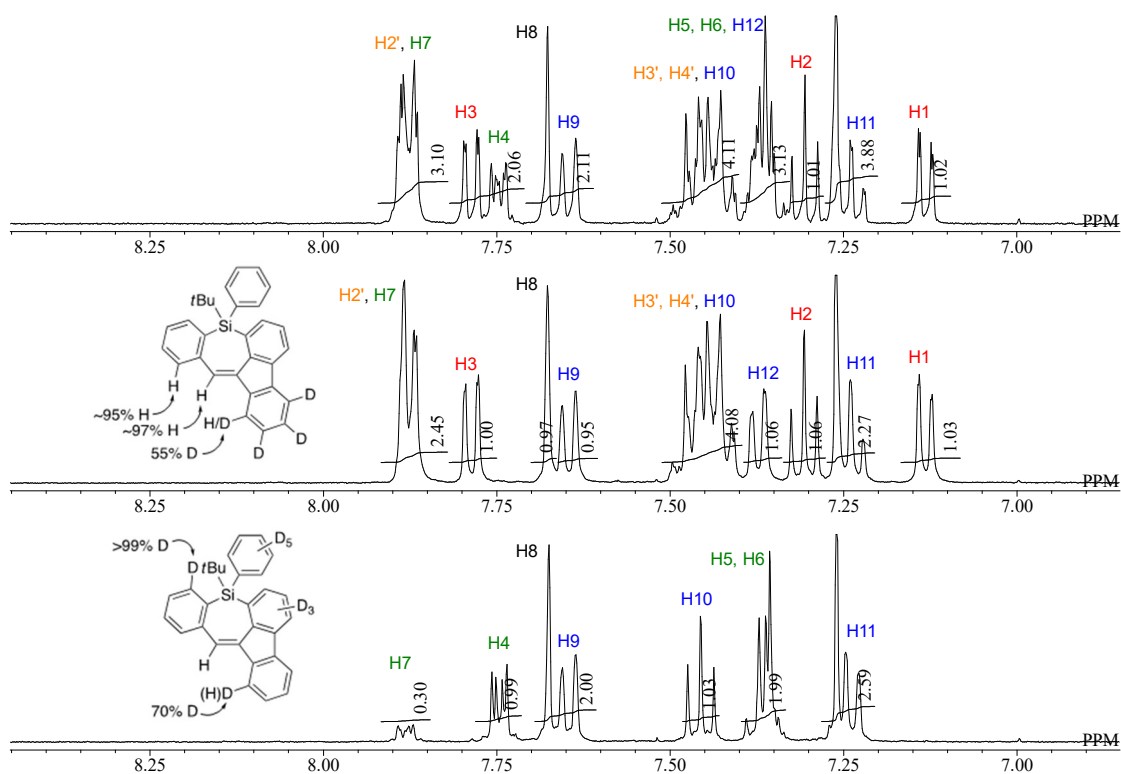 H5, H6, H12
H8
H2', H7
H3', H4', H10
H2
H3
H9
H11
H1
H4
3.10
2.06
2.11
4.11
3.13
1.01
3.88
1.02
PPM
8.25 8.00 7.75 7.50 7.25 7.00
tBu
Si
H
H
~95% H
~97% H
H/D
55% D
D
D
D
H2', H7
H8
H3', H4', H10
H2
H3
H9
H12
H11
H1
2.45
1.00
0.97
0.95
4.08
1.06
1.06
2.27
1.03
PPM
8.25 8.00 7.75 7.50 7.25 7.00
>99% D
D5
D
tBu
Si
D3
H
(H)D
70% D
H8
H5, H6
H10
H7
H4
H9
H11
0.30
0.99
2.00
1.03
1.99
2.59
PPM
8.25 8.00 7.75 7.50 7.25 7.00